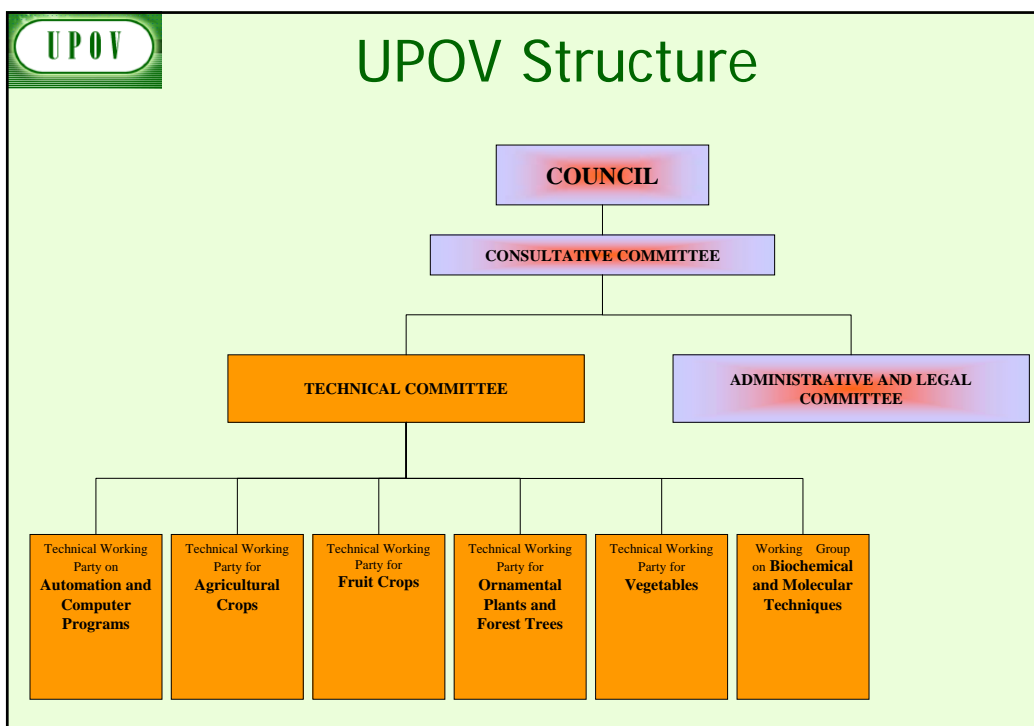 UPOV
UPOV Structure
COUNCIL
CONSULTATIVE COMMITTEE
TECHNICAL COMMITTEE
ADMINISTRATIVE AND LEGAL
COMMITTEE
Technical Working
Party on
Automation and
Computer
Programs
Technical Working
Party for
Agricultural
Crops
Technical Working
Party for
Fruit Crops
Technical Working
Party for
Ornamental
Plants and
Forest Trees
Technical Working
Party for
Vegetables
Working Group
on Biochemical
and Molecular
Techniques